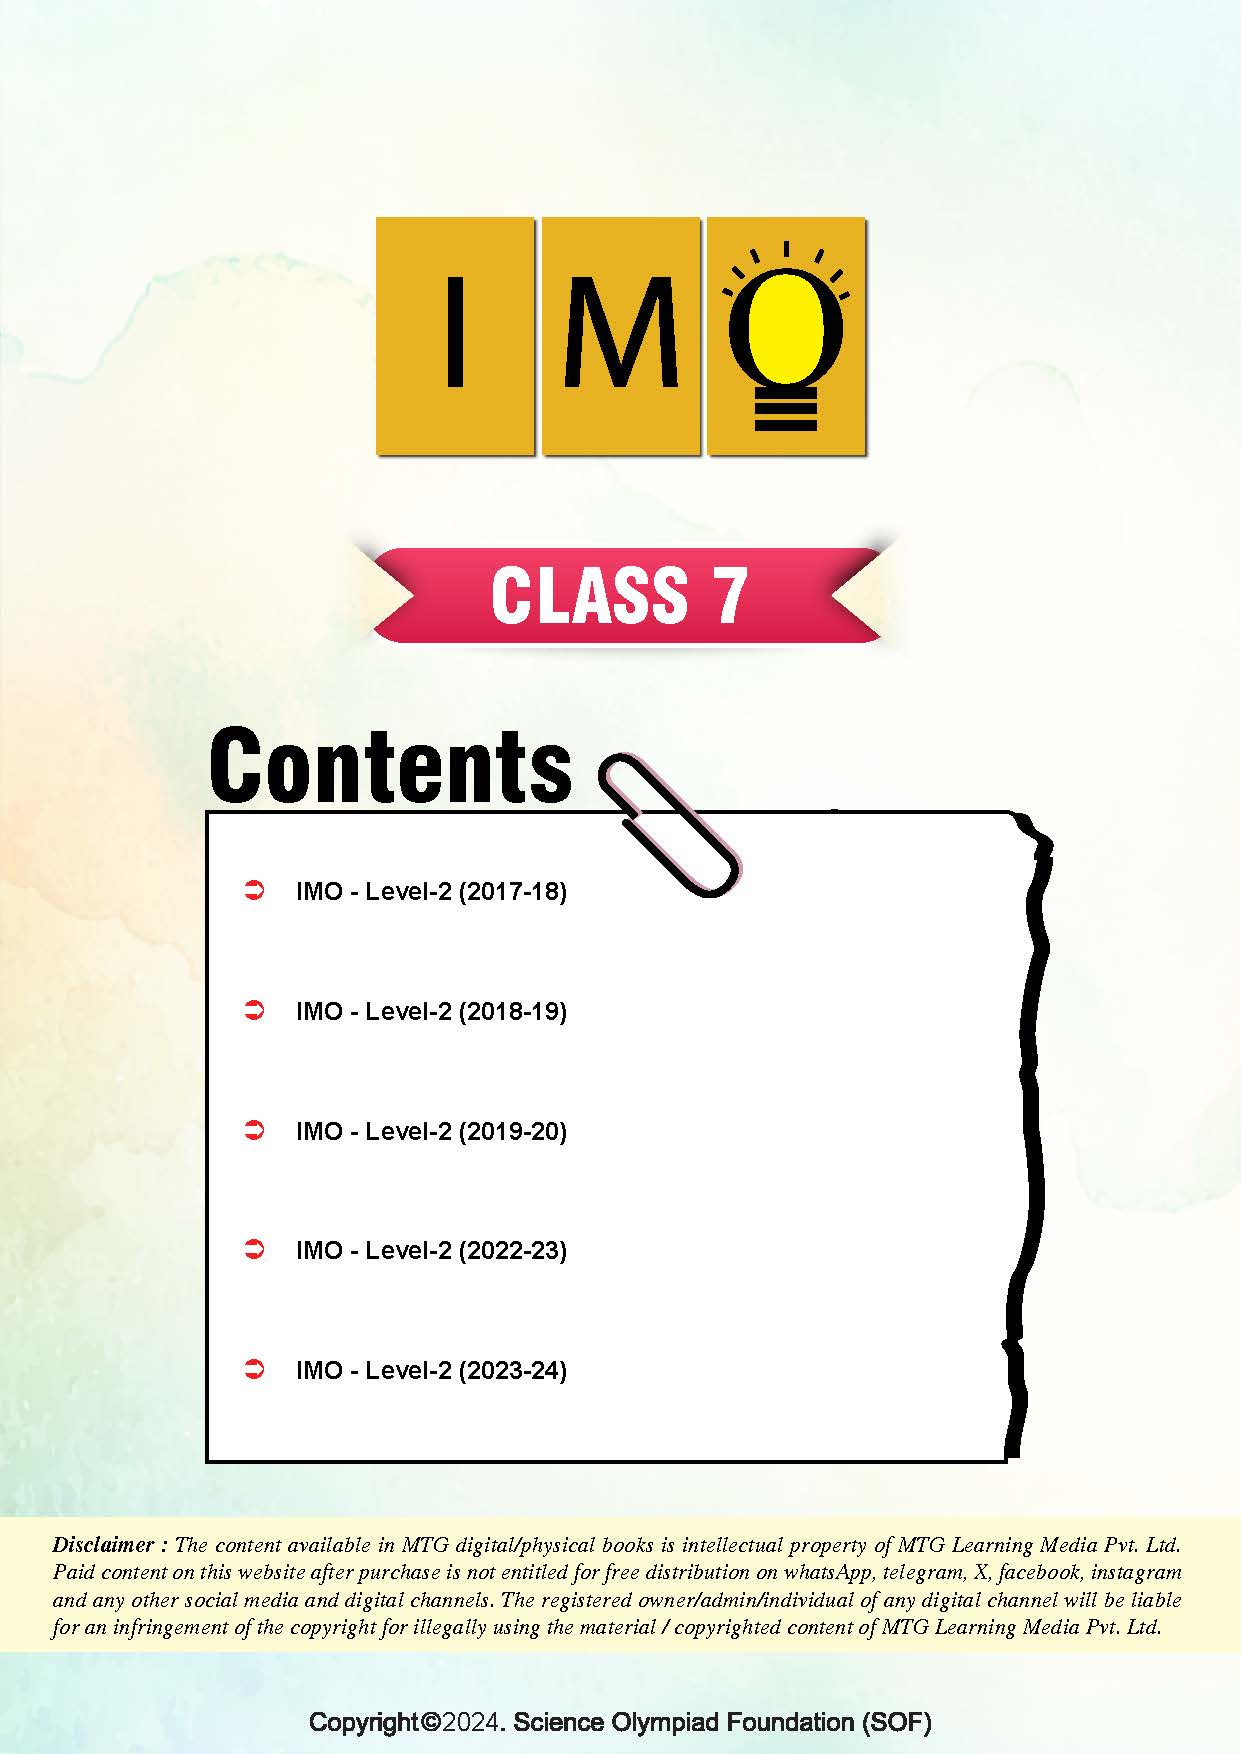 IMO
CLASS 7
Contents
➲ IMO - Level-2 (2017-18)
➲ IMO - Level-2 (2018-19)
➲ IMO - Level-2 (2019-20)
➲ IMO - Level-2 (2022-23)
➲ IMO - Level-2 (2023-24)
Disclaimer : The content available in MTG digital/physical books is intellectual property of MTG Learning Media Pvt. Ltd.
Paid content on this website after purchase is not entitled for free distribution on whatsApp, telegram, X, facebook, instagram
and any other social media and digital channels. The registered owner/admin/individual of any digital channel will be liable
for an infringement of the copyright for illegally using the material / copyrighted content of MTG Learning Media Pvt. Ltd.
Copyright©2024. Science Olympiad Foundation (SOF)